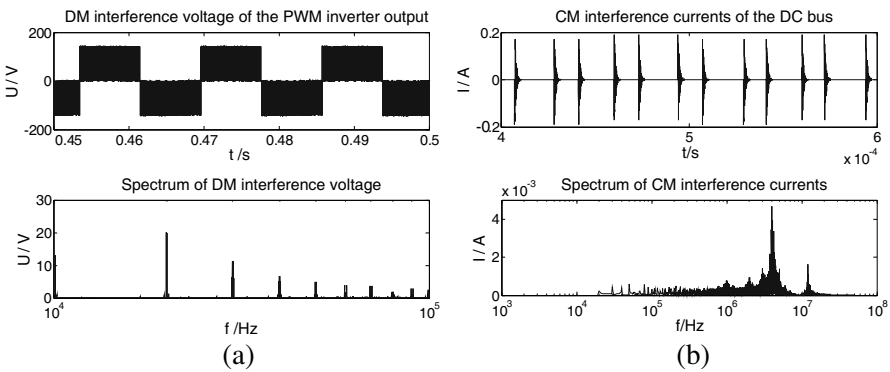 DM interference voltage of the PWM inverter output
200
0
-200
U / V
0.45 0.46 0.47 0.48 0.49 0.5
t /s
Spectrum of DM interference voltage
30
20
10
0
U / V
10^4 10^5
f /Hz
(a)
CM interference currents of the DC bus
0.2
0
-0.2
I / A
4 5 6
t/s
x 10^-4
x 10^-3
Spectrum of CM interference currents
4
2
I / A
10^3 10^4 10^5 10^6 10^7 10^8
f/Hz
(b)